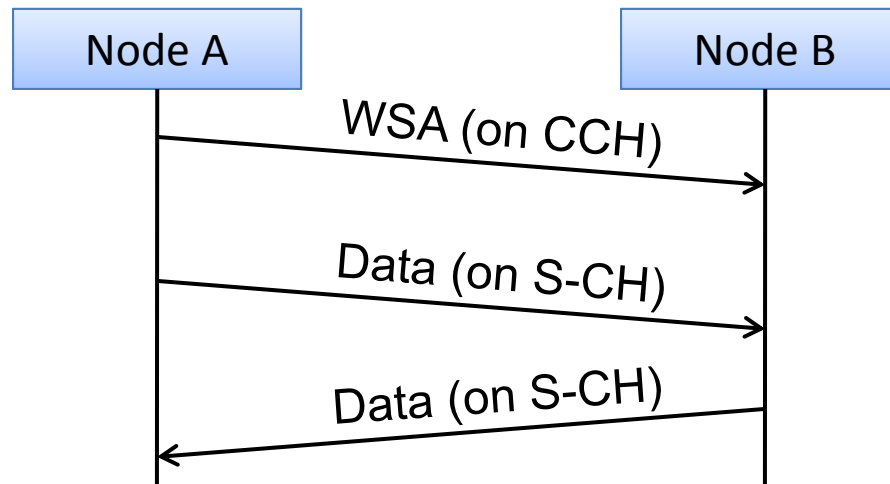 Node A
Node B
WSA (on CCH)
Data (on S-CH)
Data (on S-CH)